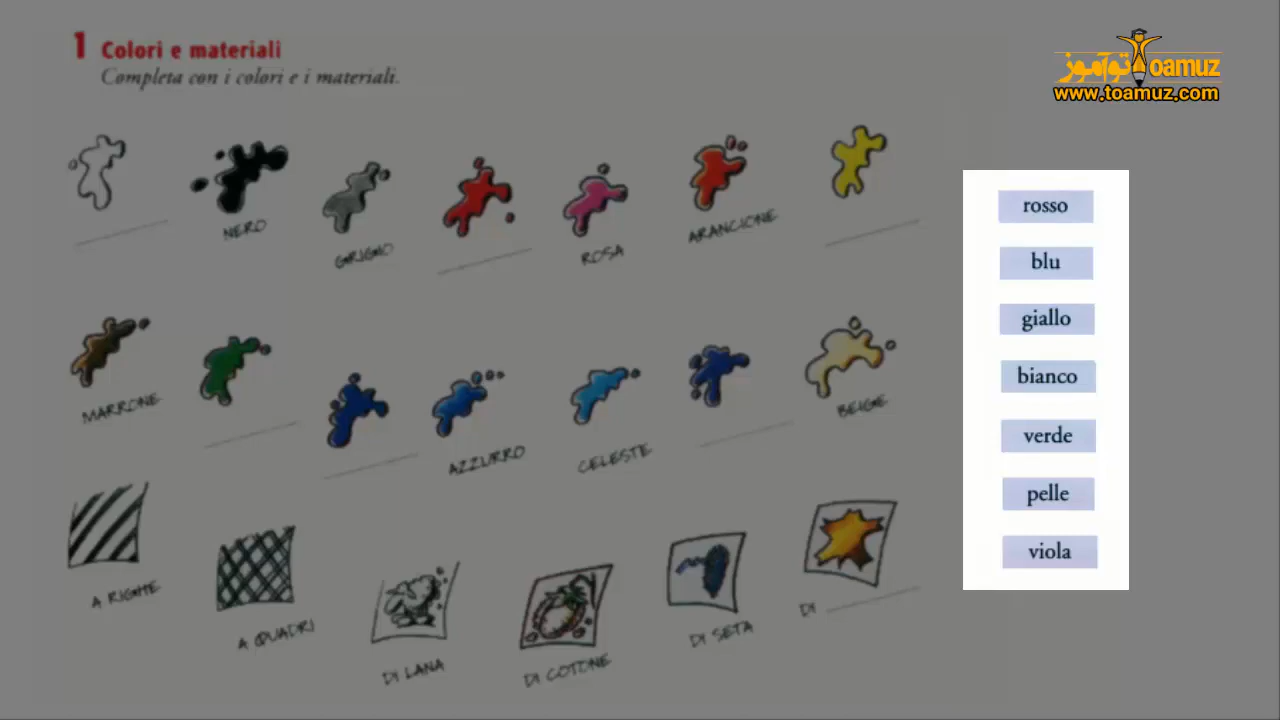 1 Colori e materiali
Completa con i colori e i materiali.
توآموز Toamuz
www.toamuz.com
NERO
GRIGIO
ROSA
ARANCIONE
MARRONE
AZZURRO
CELESTE
BEIGE
A RIGHE
A QUADRI
DI LANA
DI COTONE
DI SETA
DI
rosso
blu
giallo
bianco
verde
pelle
viola